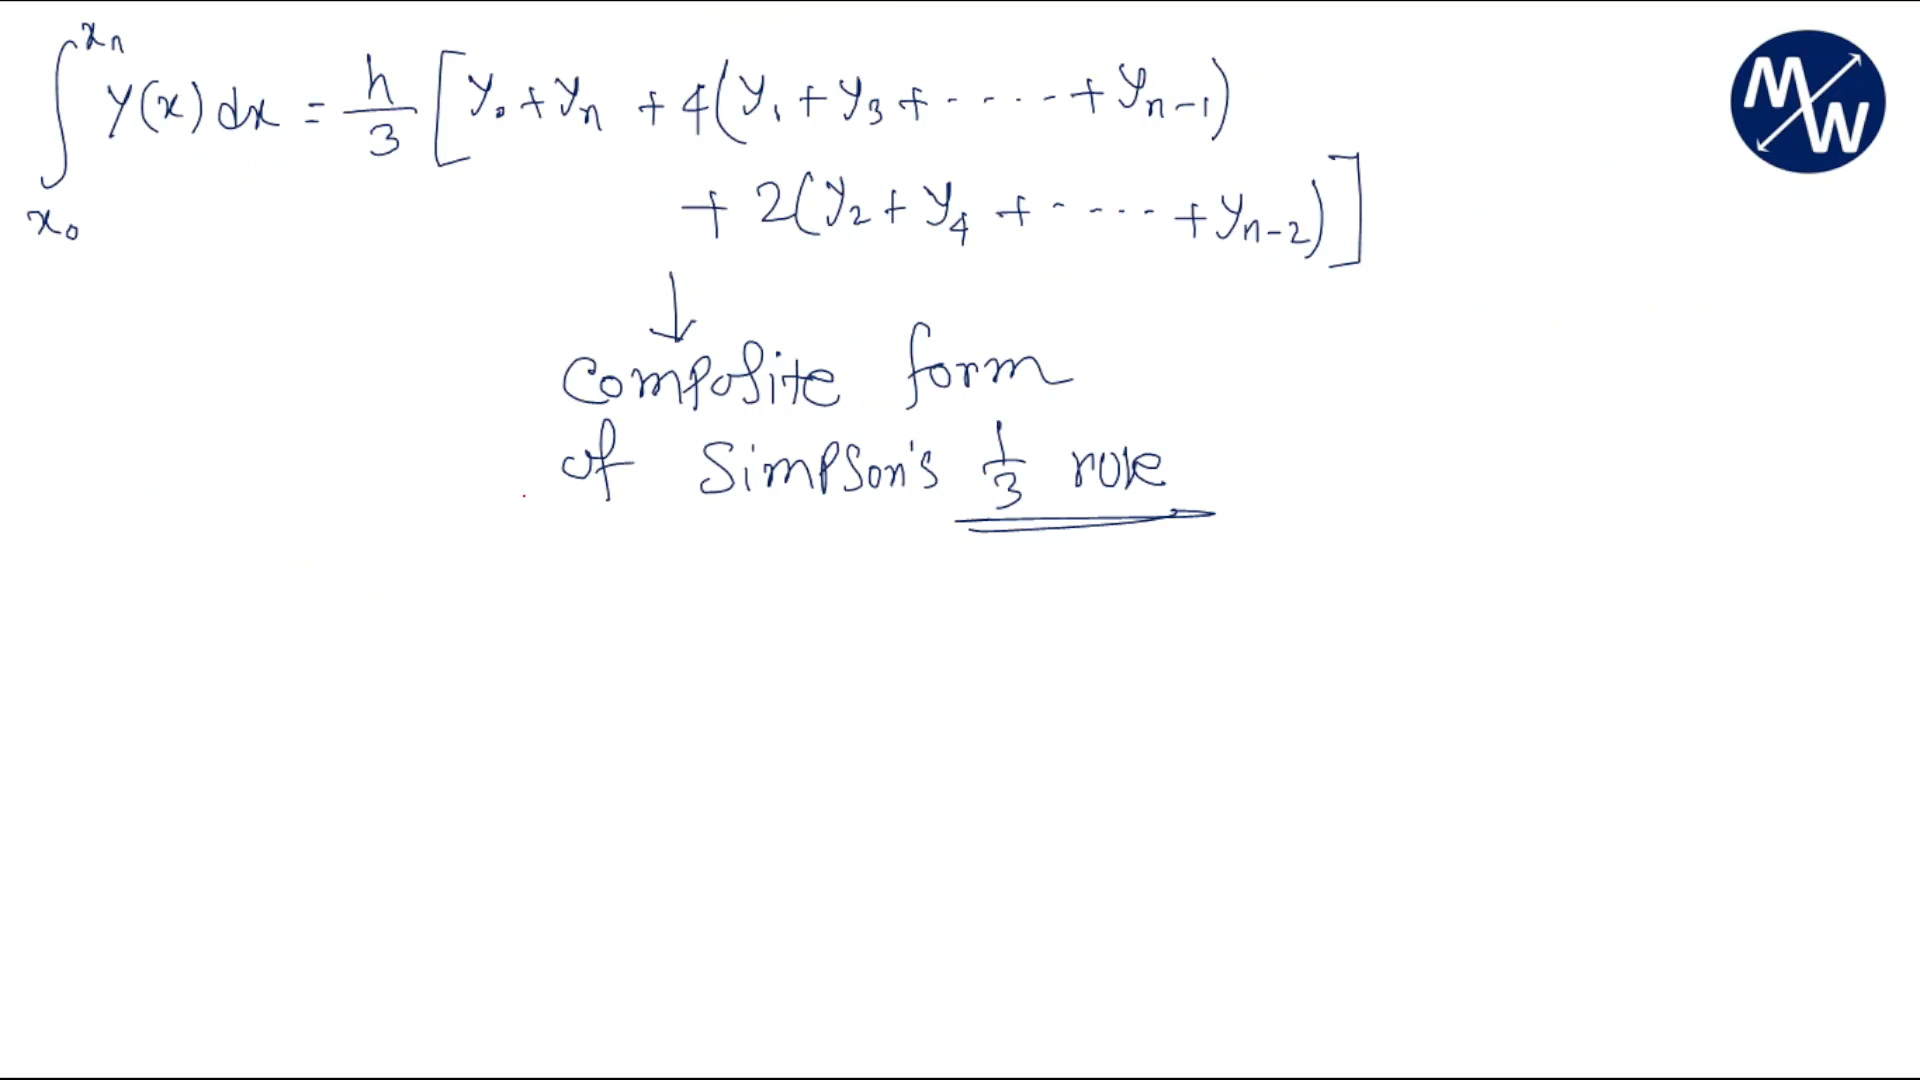 ∫_{x_0}^{x_n} y(x) dx = h/3 [ y_0 + y_n + 4(y_1 + y_3 + ..... + y_{n-1})
+ 2(y_2 + y_4 + ..... + y_{n-2}) ]
↓
Composite form
of Simpson's 1/3 rule
MW